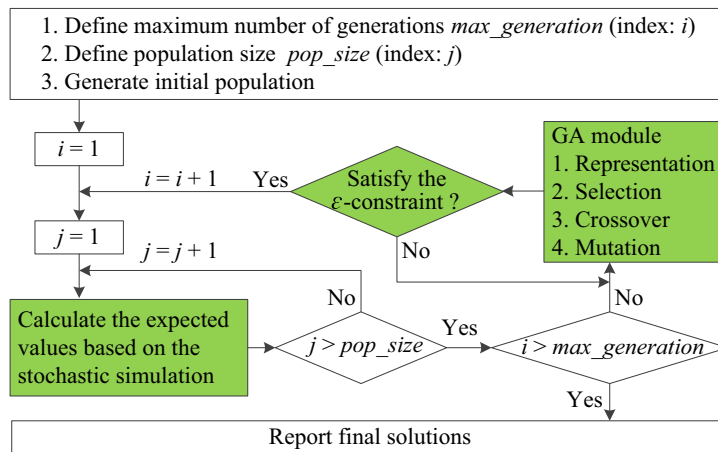 1. Define maximum number of generations max_generation (index: i)
2. Define population size pop_size (index: j)
3. Generate initial population
i = 1
i = i + 1
Yes
Satisfy the
ε-constraint ?
GA module
1. Representation
2. Selection
3. Crossover
4. Mutation
j = 1
j = j + 1
No
No
No
Calculate the expected
values based on the
stochastic simulation
j > pop_size
Yes
i > max_generation
Yes
Report final solutions